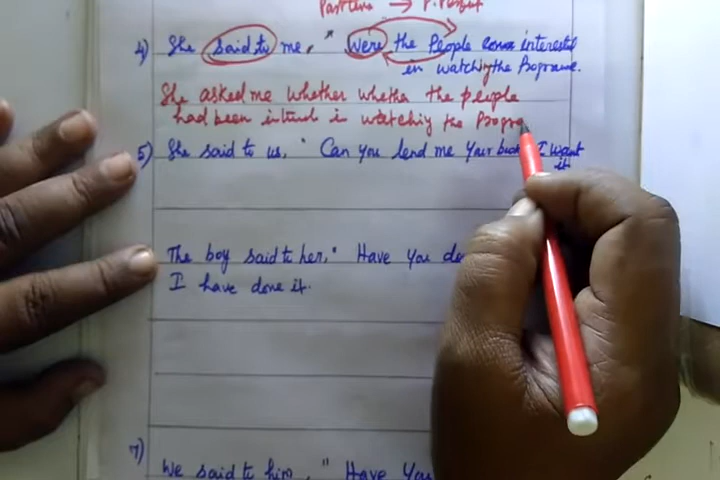 Past tense → P. Perfect
4) She said to me, " Were the People interested
in watching the Programe.
She asked me whether whether the people
had been intrested in watching the Progra
5) She said to us, " Can you lend me your book I want
it
The boy said to her, " Have You do
I have done it.
7) We said to him, " Have You